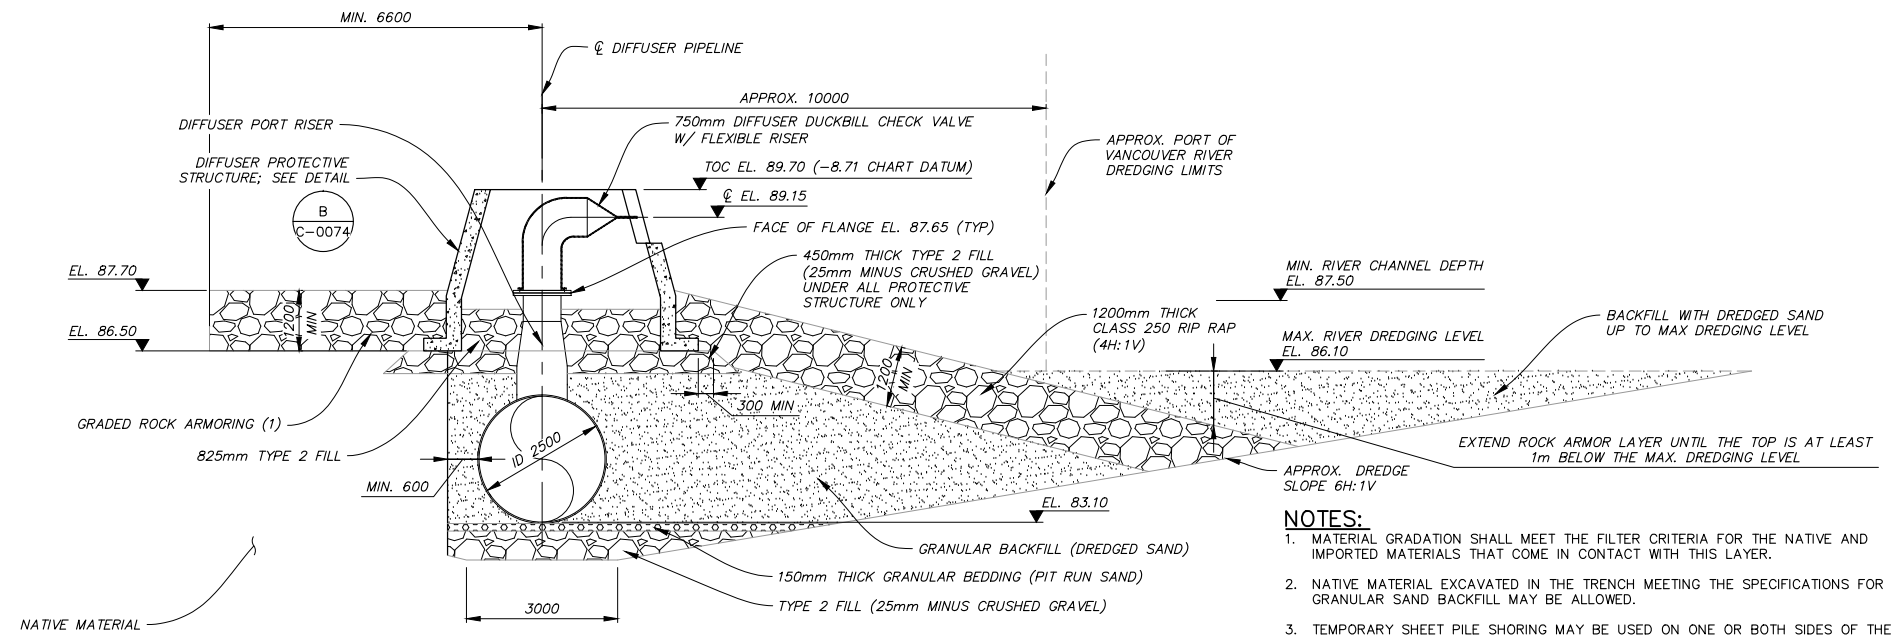 MIN. 6600
℄ DIFFUSER PIPELINE
APPROX. 10000
DIFFUSER PORT RISER
750mm DIFFUSER DUCKBILL CHECK VALVE
W/ FLEXIBLE RISER
APPROX. PORT OF
VANCOUVER RIVER
DREDGING LIMITS
DIFFUSER PROTECTIVE
STRUCTURE; SEE DETAIL
TOC EL. 89.70 (-8.71 CHART DATUM)
℄ EL. 89.15
B
C-0074
FACE OF FLANGE EL. 87.65 (TYP)
450mm THICK TYPE 2 FILL
(25mm MINUS CRUSHED GRAVEL)
UNDER ALL PROTECTIVE
STRUCTURE ONLY
EL. 87.70
MIN. RIVER CHANNEL DEPTH
EL. 87.50
1200mm THICK
CLASS 250 RIP RAP
(4H:1V)
BACKFILL WITH DREDGED SAND
UP TO MAX DREDGING LEVEL
1200
MIN
EL. 86.50
MAX. RIVER DREDGING LEVEL
EL. 86.10
1200
MIN
300 MIN
GRADED ROCK ARMORING (1)
825mm TYPE 2 FILL
ID 2500
EXTEND ROCK ARMOR LAYER UNTIL THE TOP IS AT LEAST
1m BELOW THE MAX. DREDGING LEVEL
APPROX. DREDGE
SLOPE 6H:1V
MIN. 600
EL. 83.10
GRANULAR BACKFILL (DREDGED SAND)
150mm THICK GRANULAR BEDDING (PIT RUN SAND)
TYPE 2 FILL (25mm MINUS CRUSHED GRAVEL)
3000
NATIVE MATERIAL
NOTES:
1. MATERIAL GRADATION SHALL MEET THE FILTER CRITERIA FOR THE NATIVE AND
IMPORTED MATERIALS THAT COME IN CONTACT WITH THIS LAYER.
2. NATIVE MATERIAL EXCAVATED IN THE TRENCH MEETING THE SPECIFICATIONS FOR
GRANULAR SAND BACKFILL MAY BE ALLOWED.
3. TEMPORARY SHEET PILE SHORING MAY BE USED ON ONE OR BOTH SIDES OF THE